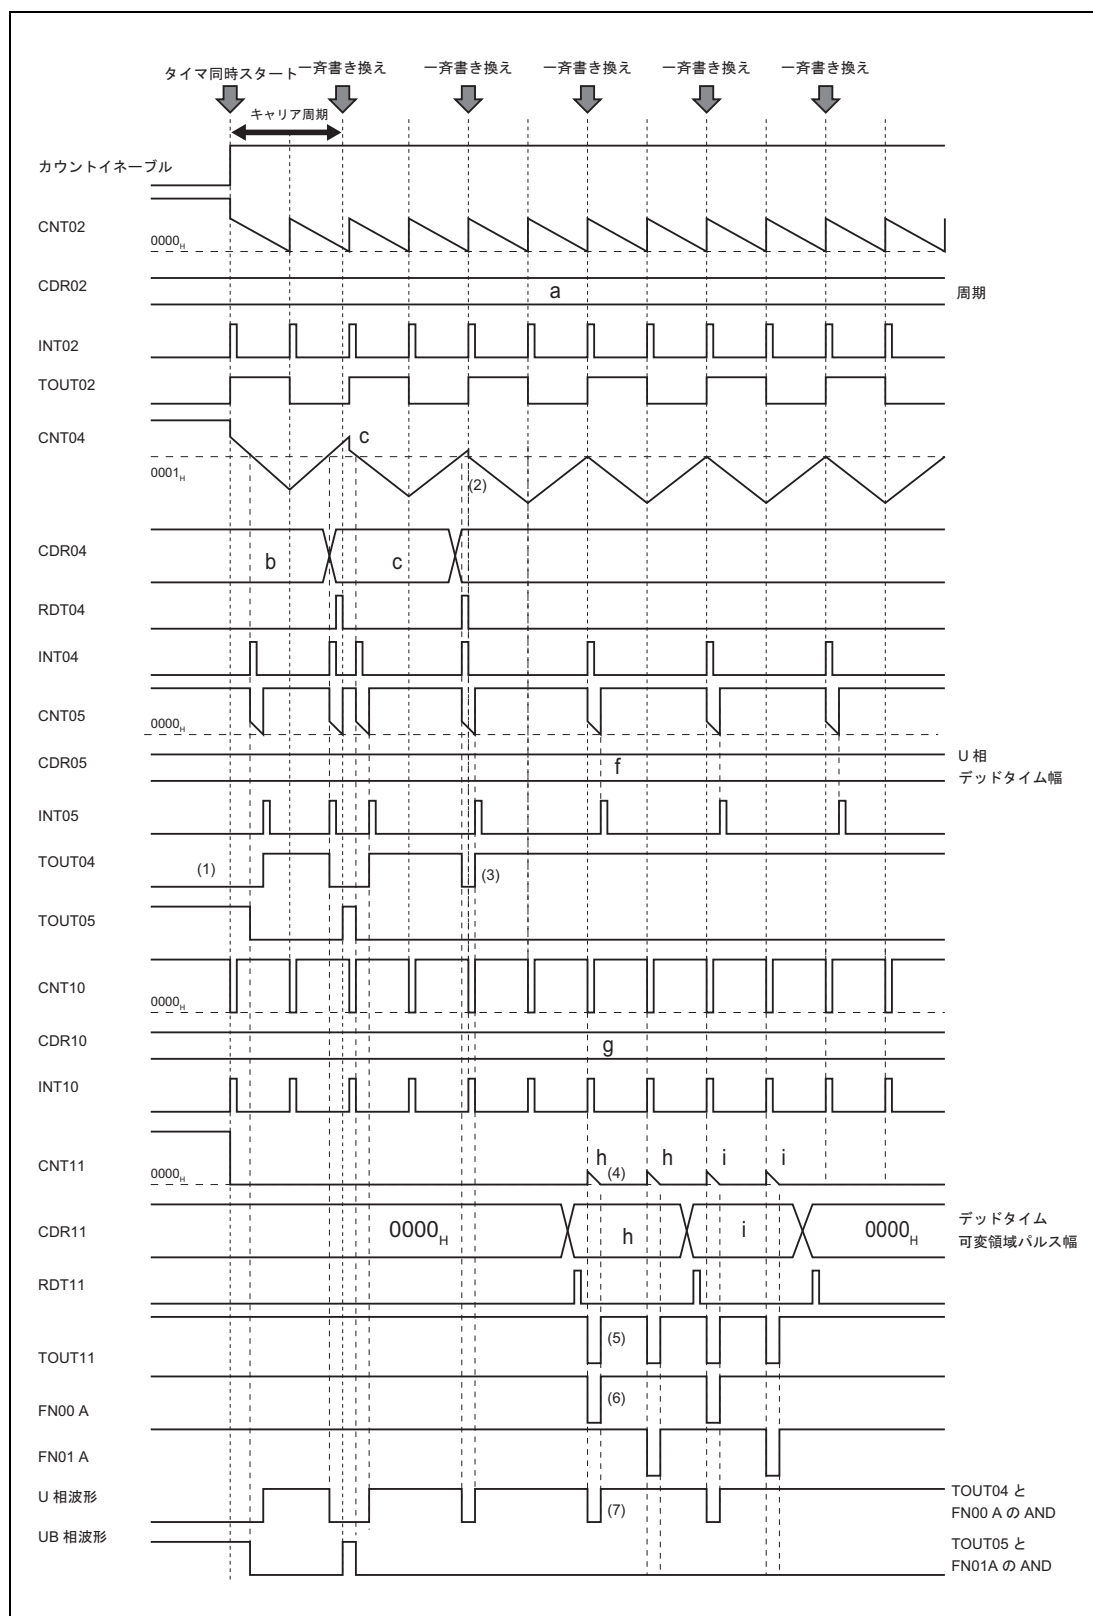 タイマ同時スタート 一斉書き換え 一斉書き換え 一斉書き換え 一斉書き換え 一斉書き換え
キャリア周期
カウントイネーブル
CNT02
0000H
CDR02 a 周期
INT02
TOUT02
CNT04 c
0001H (2)
CDR04 b c
RDT04
INT04
CNT05
0000H
CDR05 f U 相
デッドタイム幅
INT05
TOUT04 (1) (3)
TOUT05
CNT10
0000H
CDR10 g
INT10
CNT11 h (4) h i i
0000H
CDR11 0000H h i 0000H デッドタイム
可変領域パルス幅
RDT11
TOUT11 (5)
FN00 A (6)
FN01 A
U 相波形 (7) TOUT04 と
FN00 A の AND
UB 相波形 TOUT05 と
FN01A の AND